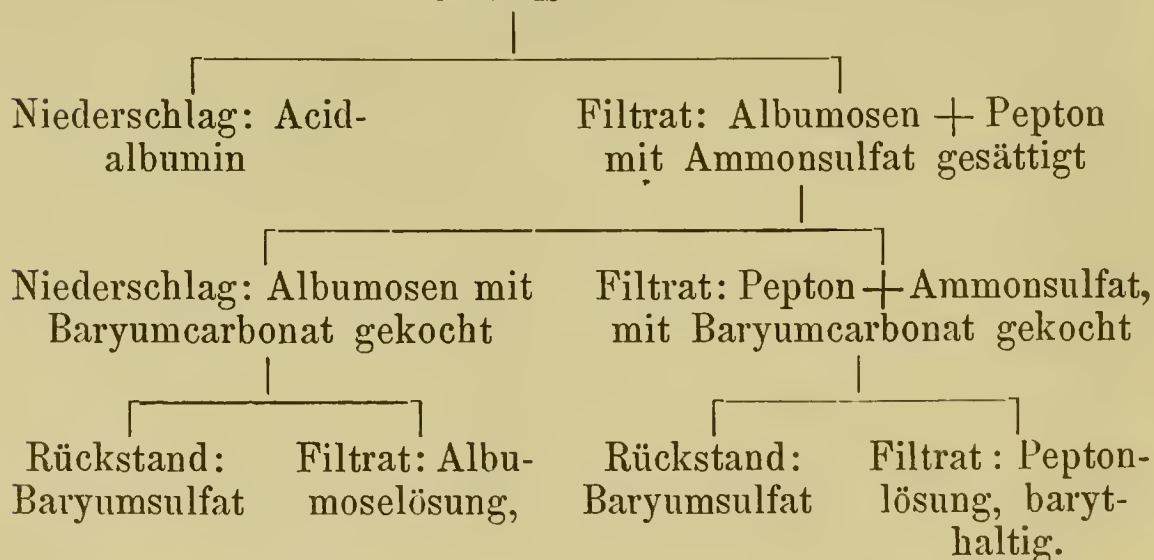 Niederschlag: Acid-
albumin
Filtrat: Albumosen + Pepton
mit Ammonsulfat gesättigt
Niederschlag: Albumosen mit
Baryumcarbonat gekocht
Filtrat: Pepton + Ammonsulfat,
mit Baryumcarbonat gekocht
Rückstand:
Baryumsulfat
Filtrat: Albu-
moselösung,
Rückstand:
Baryumsulfat
Filtrat: Pepton-
lösung, baryt-
haltig.